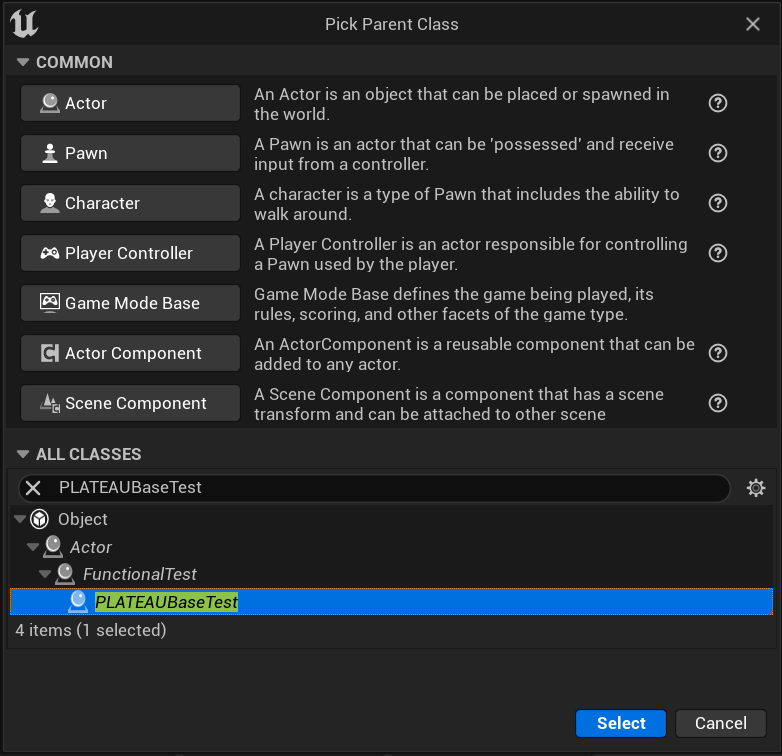 Pick Parent Class
COMMON
Actor
An Actor is an object that can be placed or spawned in
the world.
Pawn
A Pawn is an actor that can be 'possessed' and receive
input from a controller.
Character
A character is a type of Pawn that includes the ability to
walk around.
Player Controller
A Player Controller is an actor responsible for controlling
a Pawn used by the player.
Game Mode Base
Game Mode Base defines the game being played, its
rules, scoring, and other facets of the game type.
Actor Component
An ActorComponent is a reusable component that can be
added to any actor.
Scene Component
A Scene Component is a component that has a scene
transform and can be attached to other scene
ALL CLASSES
PLATEAUBaseTest
Object
Actor
FunctionalTest
PLATEAUBaseTest
4 items (1 selected)
Select
Cancel